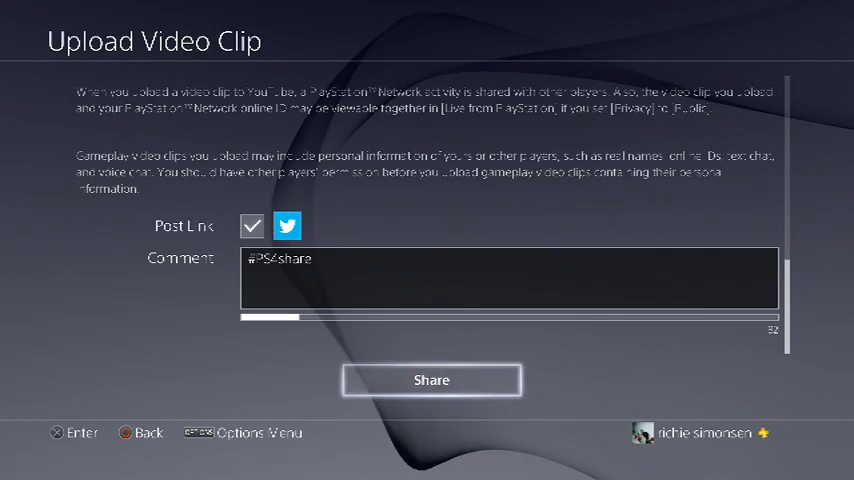 Upload Video Clip
When you upload a video clip to YouTube, a PlayStation™Network activity is shared with other players. Also, the video clip you upload
and your PlayStation™Network online ID may be viewable together in [Live from PlayStation] if you set [Privacy] to [Public].
Gameplay video clips you upload may include personal information of yours or other players, such as real names, online IDs, text chat,
and voice chat. You should have other players' permission before you upload gameplay video clips containing their personal
information.
Post Link
Comment
#PS4share
82
Share
Enter
Back
OPTIONS
Options Menu
richie simonsen